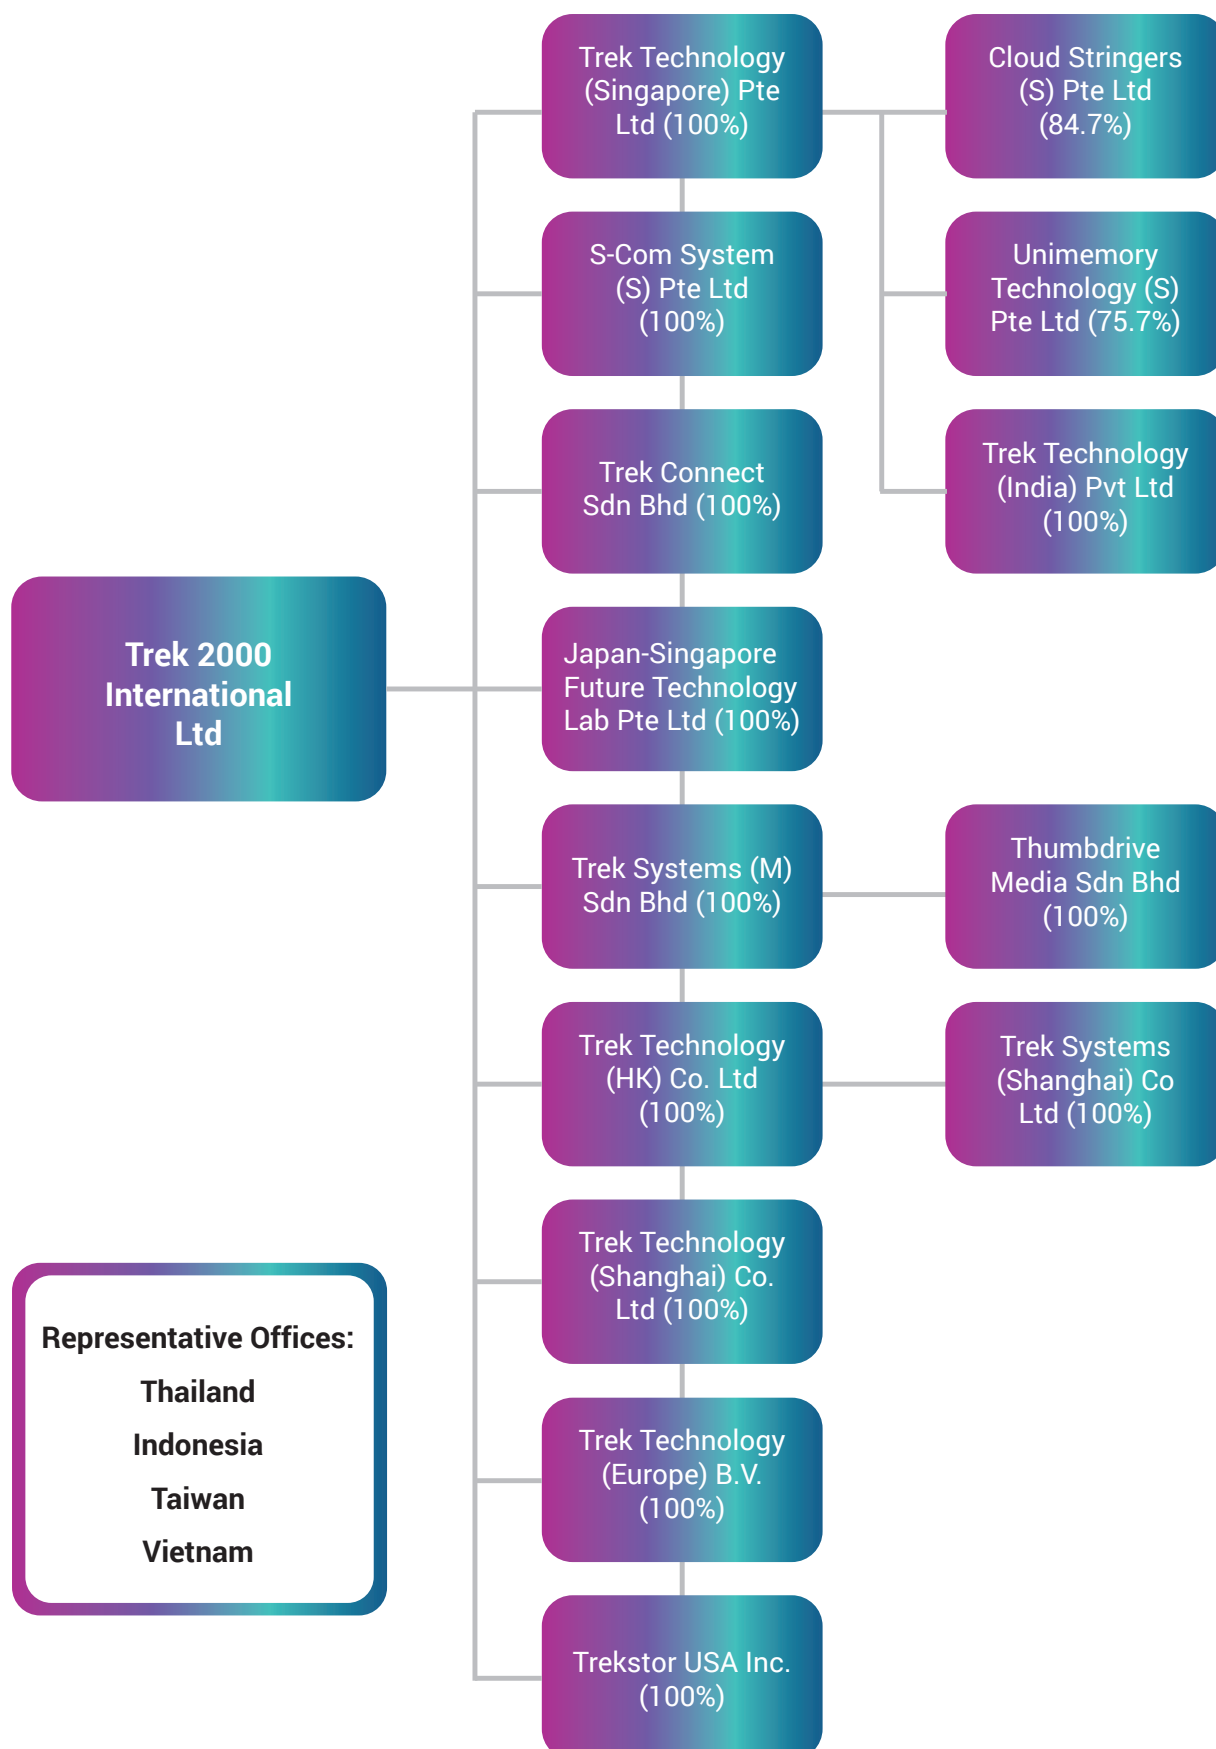 Trek 2000
International
Ltd
Trek Technology
(Singapore) Pte
Ltd (100%)
Cloud Stringers
(S) Pte Ltd
(84.7%)
S-Com System
(S) Pte Ltd
(100%)
Unimemory
Technology (S)
Pte Ltd (75.7%)
Trek Connect
Sdn Bhd (100%)
Trek Technology
(India) Pvt Ltd
(100%)
Japan-Singapore
Future Technology
Lab Pte Ltd (100%)
Trek Systems (M)
Sdn Bhd (100%)
Thumbdrive
Media Sdn Bhd
(100%)
Trek Technology
(HK) Co. Ltd
(100%)
Trek Systems
(Shanghai) Co
Ltd (100%)
Trek Technology
(Shanghai) Co.
Ltd (100%)
Trek Technology
(Europe) B.V.
(100%)
Trekstor USA Inc.
(100%)
Representative Offices:
Thailand
Indonesia
Taiwan
Vietnam